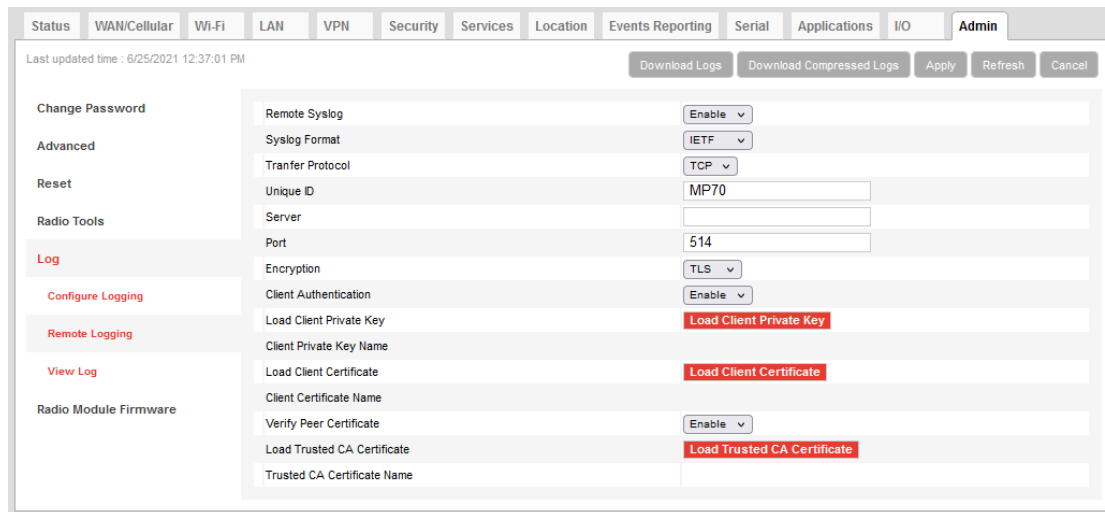 Status WAN/Cellular Wi-Fi LAN VPN Security Services Location Events Reporting Serial Applications I/O Admin
Last updated time : 6/25/2021 12:37:01 PM
Download Logs Download Compressed Logs Apply Refresh Cancel
Change Password
Advanced
Reset
Radio Tools
Log
Configure Logging
Remote Logging
View Log
Radio Module Firmware
Remote Syslog Enable
Syslog Format IETF
Tranfer Protocol TCP
Unique ID MP70
Server
Port 514
Encryption TLS
Client Authentication Enable
Load Client Private Key Load Client Private Key
Client Private Key Name
Load Client Certificate Load Client Certificate
Client Certificate Name
Verify Peer Certificate Enable
Load Trusted CA Certificate Load Trusted CA Certificate
Trusted CA Certificate Name